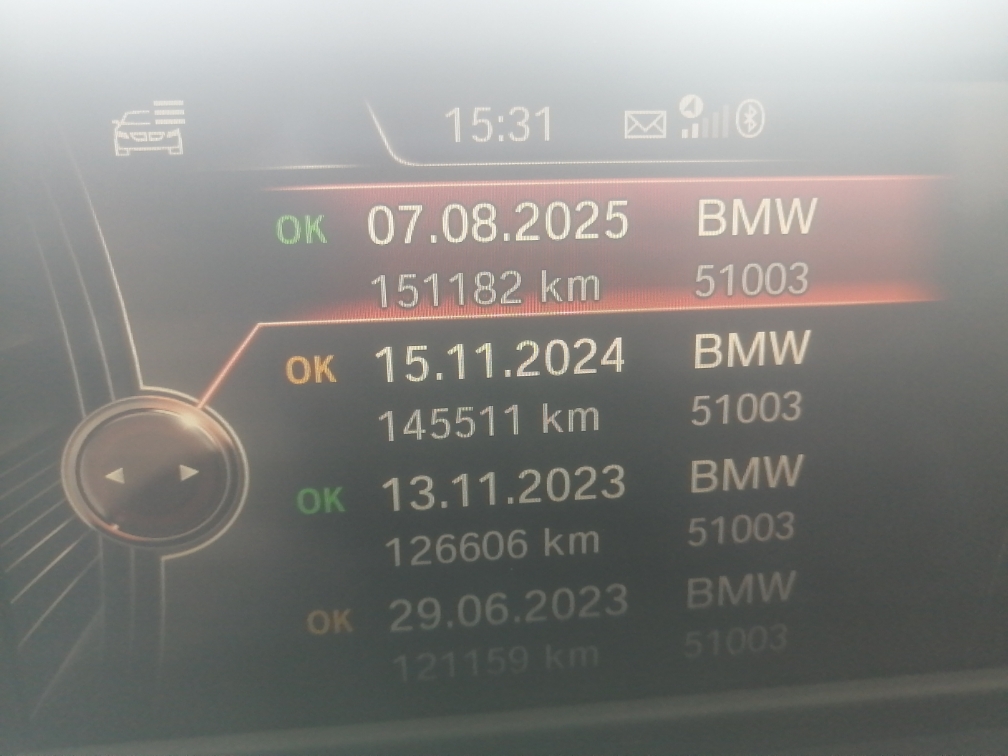 15:31
OK 07.08.2025 BMW
151182 km 51003
OK 15.11.2024 BMW
145511 km 51003
OK 13.11.2023 BMW
126606 km 51003
OK 29.06.2023 BMW
121159 km 51003